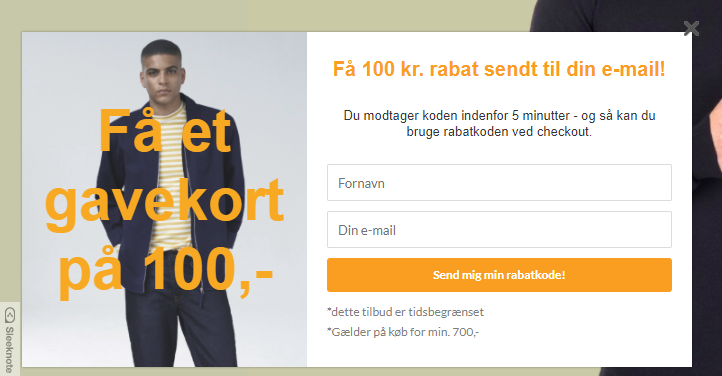 Få et
gavekort
på 100,-
Få 100 kr. rabat sendt til din e-mail!
Du modtager koden indenfor 5 minutter - og så kan du
bruge rabatkoden ved checkout.
Fornavn
Din e-mail
Send mig min rabatkode!
*dette tilbud er tidsbegrænset
*Gælder på køb for min. 700,-
Sleeknote